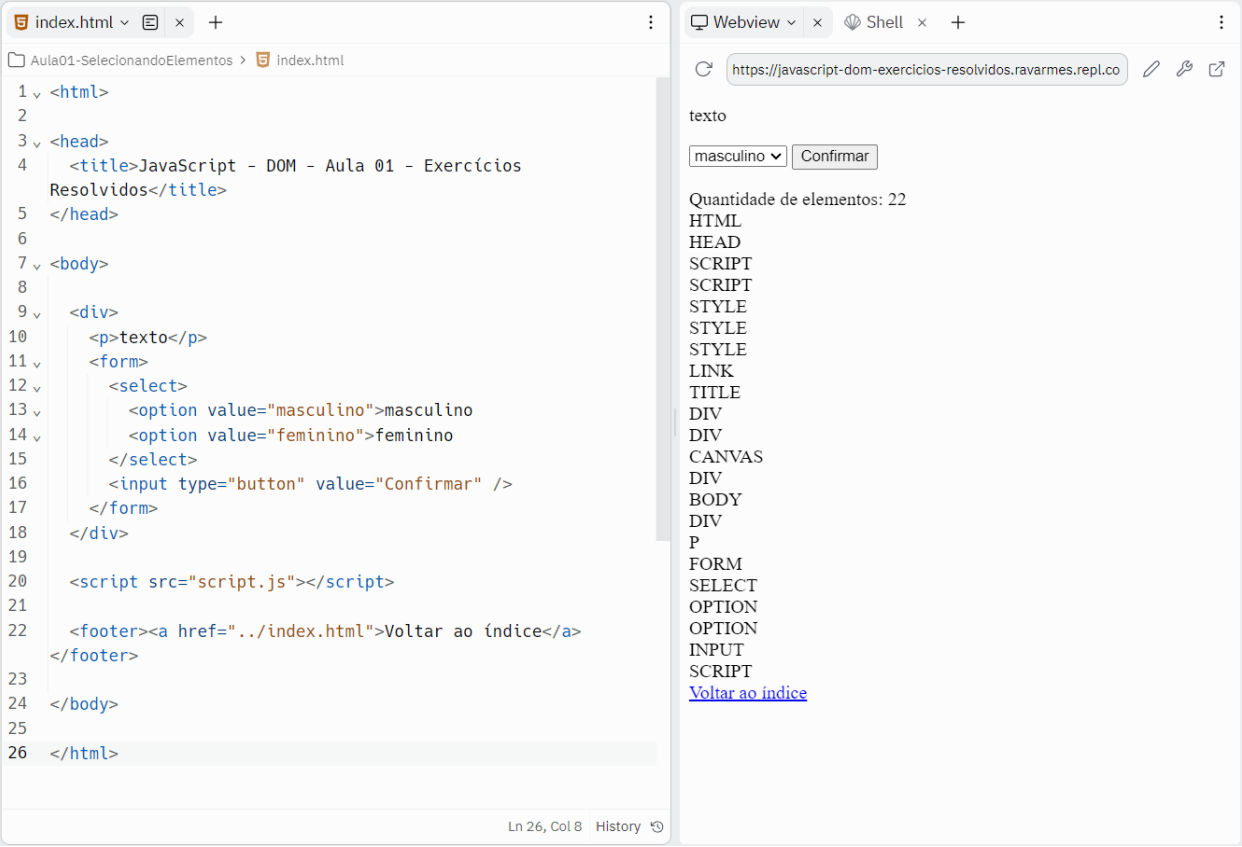 index.html
Aula01-SelecionandoElementos > index.html
1 <html>
2
3 <head>
4 <title>JavaScript - DOM - Aula 01 - Exercícios
Resolvidos</title>
5 </head>
6
7 <body>
8
9 <div>
10 <p>texto</p>
11 <form>
12 <select>
13 <option value="masculino">masculino
14 <option value="feminino">feminino
15 </select>
16 <input type="button" value="Confirmar" />
17 </form>
18 </div>
19
20 <script src="script.js"></script>
21
22 <footer><a href="../index.html">Voltar ao índice</a>
</footer>
23
24 </body>
25
26 </html>
Ln 26, Col 8 History
Webview Shell
https://javascript-dom-exercicios-resolvidos.ravarmes.repl.co
texto
masculino Confirmar
Quantidade de elementos: 22
HTML
HEAD
SCRIPT
SCRIPT
STYLE
STYLE
STYLE
LINK
TITLE
DIV
DIV
CANVAS
DIV
BODY
DIV
P
FORM
SELECT
OPTION
OPTION
INPUT
SCRIPT
Voltar ao índice